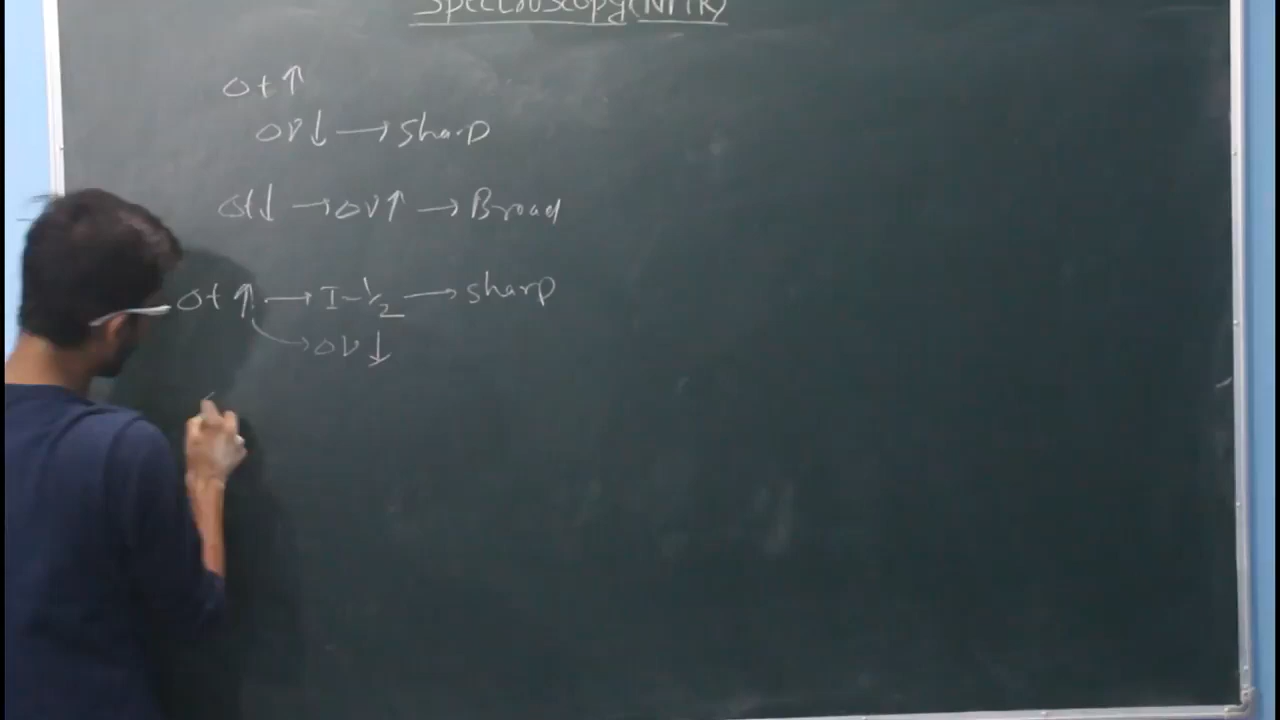 Spectroscopy(NMR)
Δt ↑
Δν ↓ → Sharp
Δt ↓ → Δν ↑ → Broad
Δt ↑ → I-1/2 → sharp
→ Δν ↓